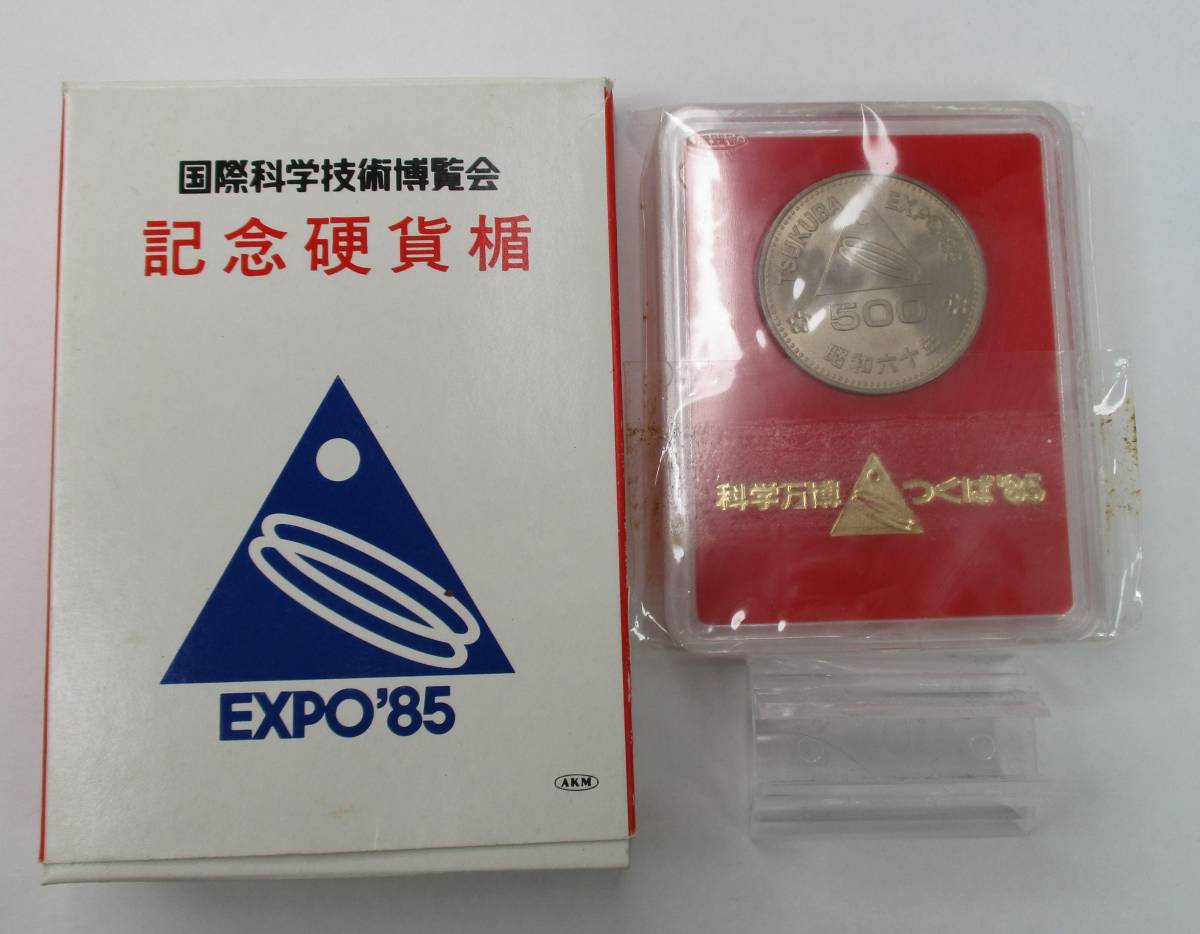 国際科学技術博覧会
記念硬貨楯
EXPO'85
AKM
TSUKUBA EXPO'85
500
昭和六十年
科学万博 つくば'85